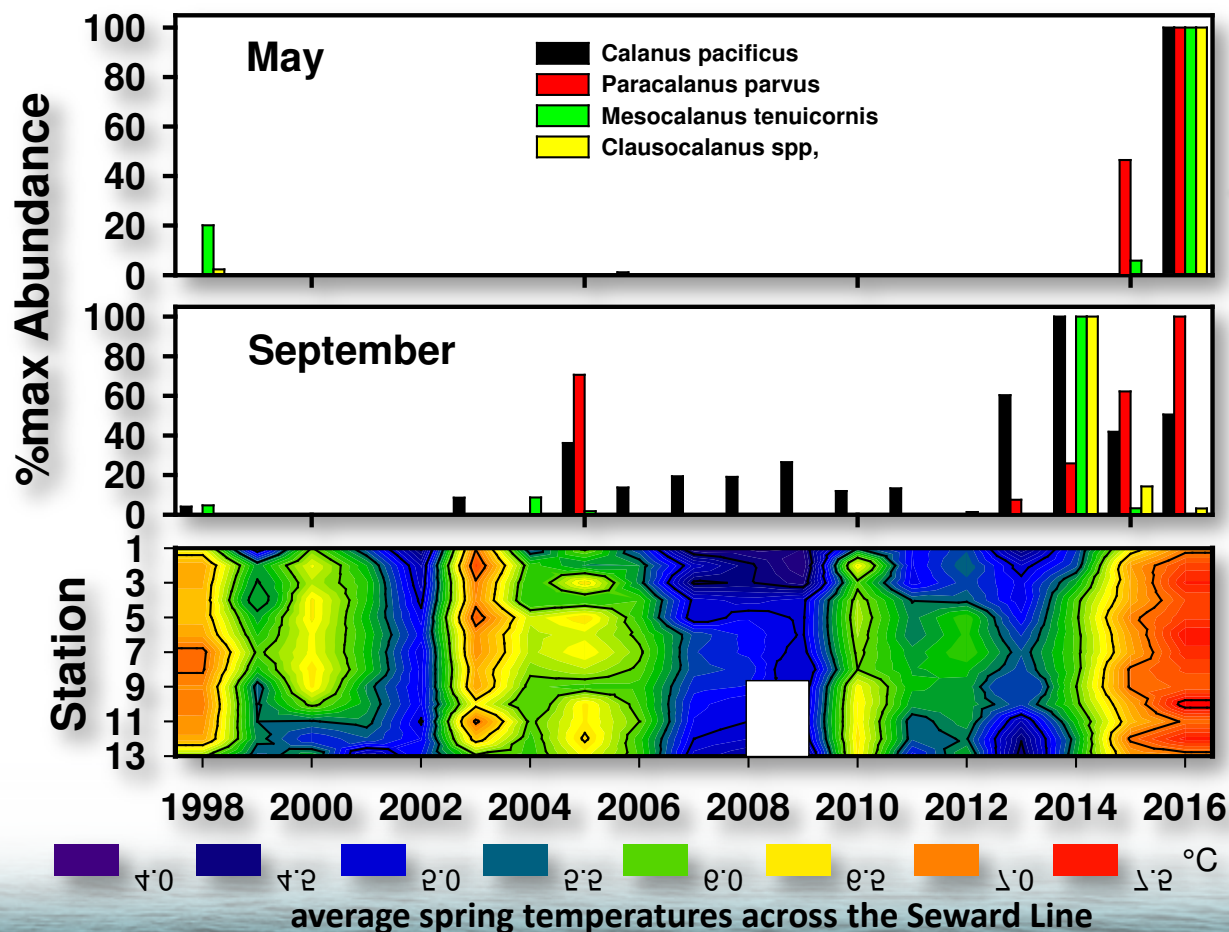 %max Abundance
May
100
80
60
40
20
0
Calanus pacificus
Paracalanus parvus
Mesocalanus tenuicornis
Clausocalanus spp,
September
100
80
60
40
20
0
Station
1
3
5
7
9
11
13
1998 2000 2002 2004 2006 2008 2010 2012 2014 2016
4.0 4.5 5.0 5.5 6.0 6.5 7.0 7.5 °C
average spring temperatures across the Seward Line